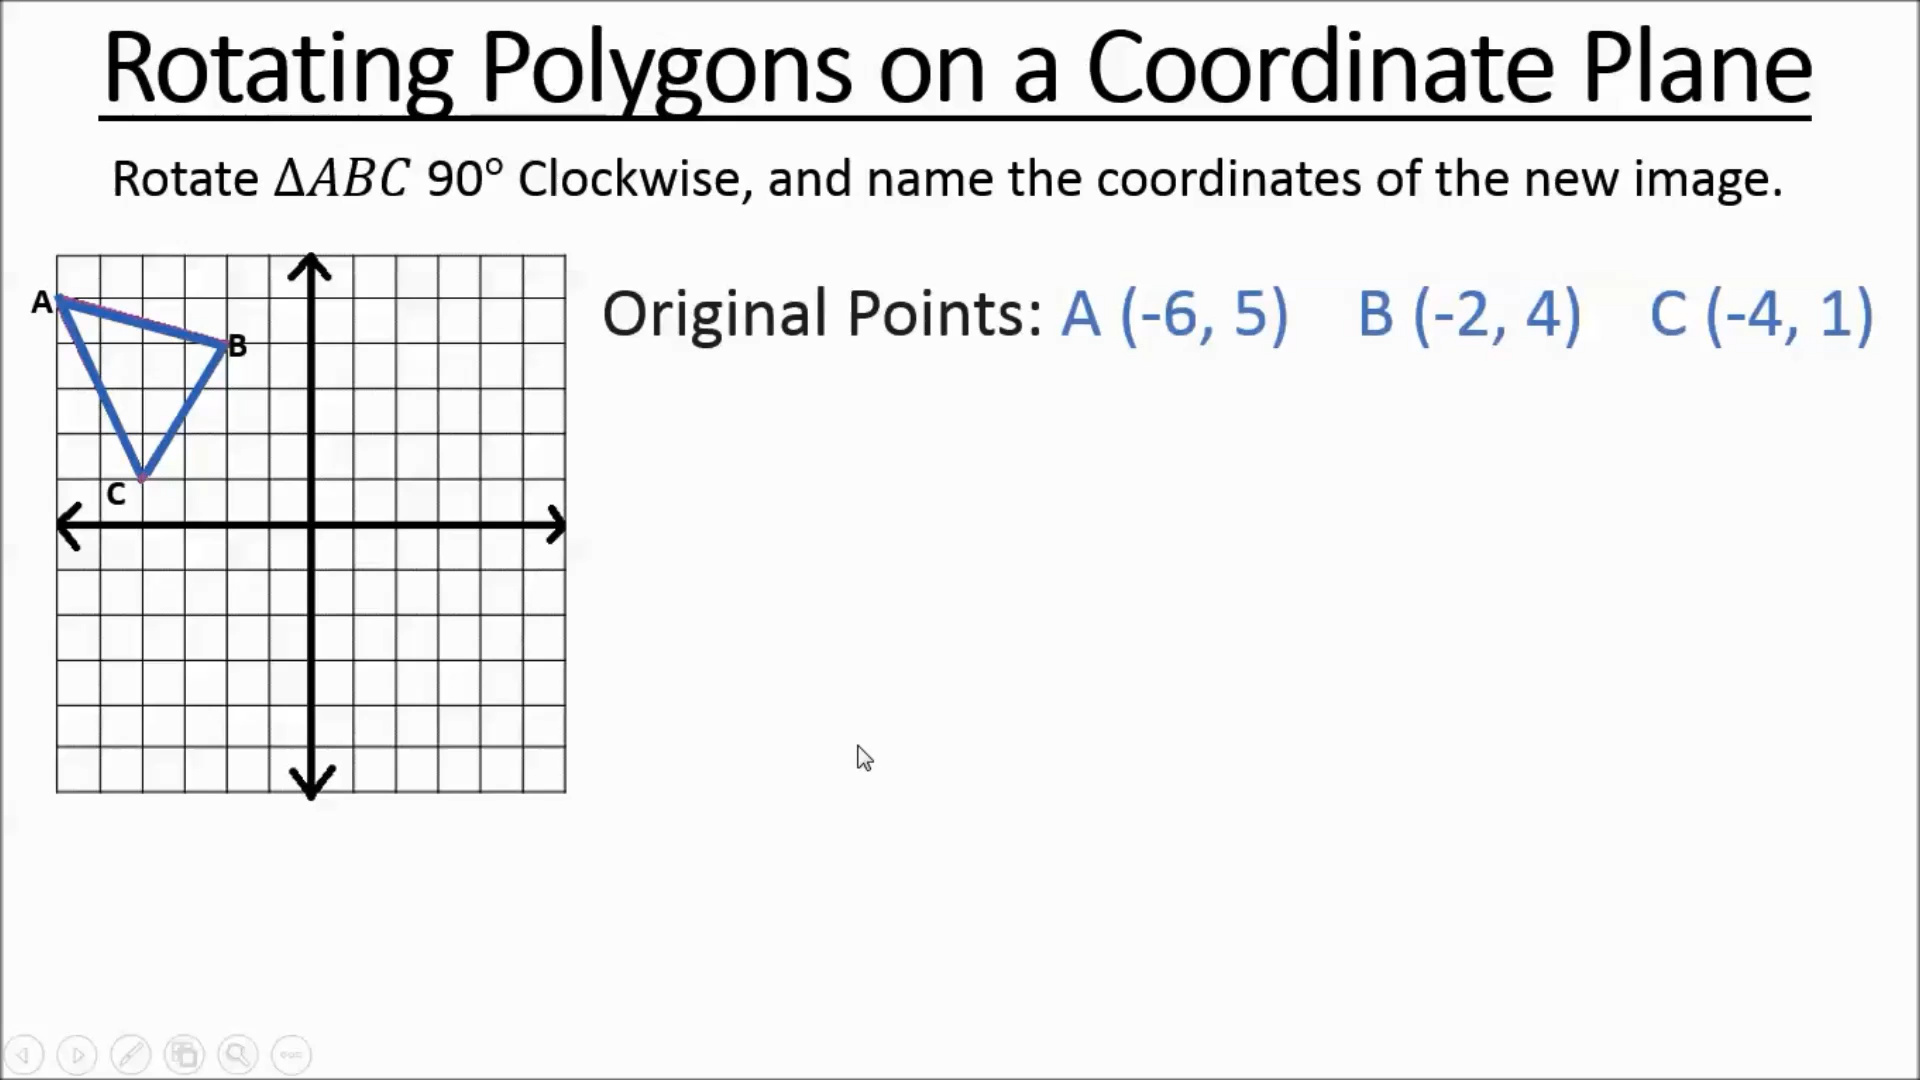 Rotating Polygons on a Coordinate Plane
Rotate ΔABC 90° Clockwise, and name the coordinates of the new image.
Original Points: A (-6, 5) B (-2, 4) C (-4, 1)
A
B
C